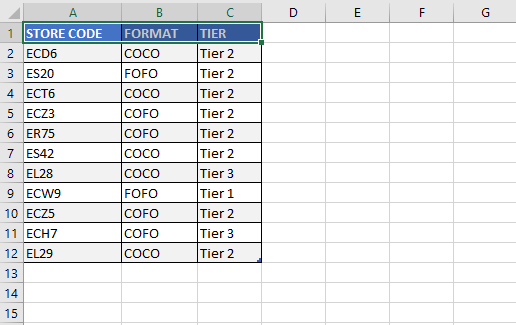 A B C D E F G
1 STORE CODE FORMAT TIER
2 ECD6 COCO Tier 2
3 ES20 FOFO Tier 2
4 ECT6 COCO Tier 2
5 ECZ3 COFO Tier 2
6 ER75 COFO Tier 2
7 ES42 COCO Tier 2
8 EL28 COCO Tier 3
9 ECW9 FOFO Tier 1
10 ECZ5 COFO Tier 2
11 ECH7 COFO Tier 3
12 EL29 COCO Tier 2
13
14
15